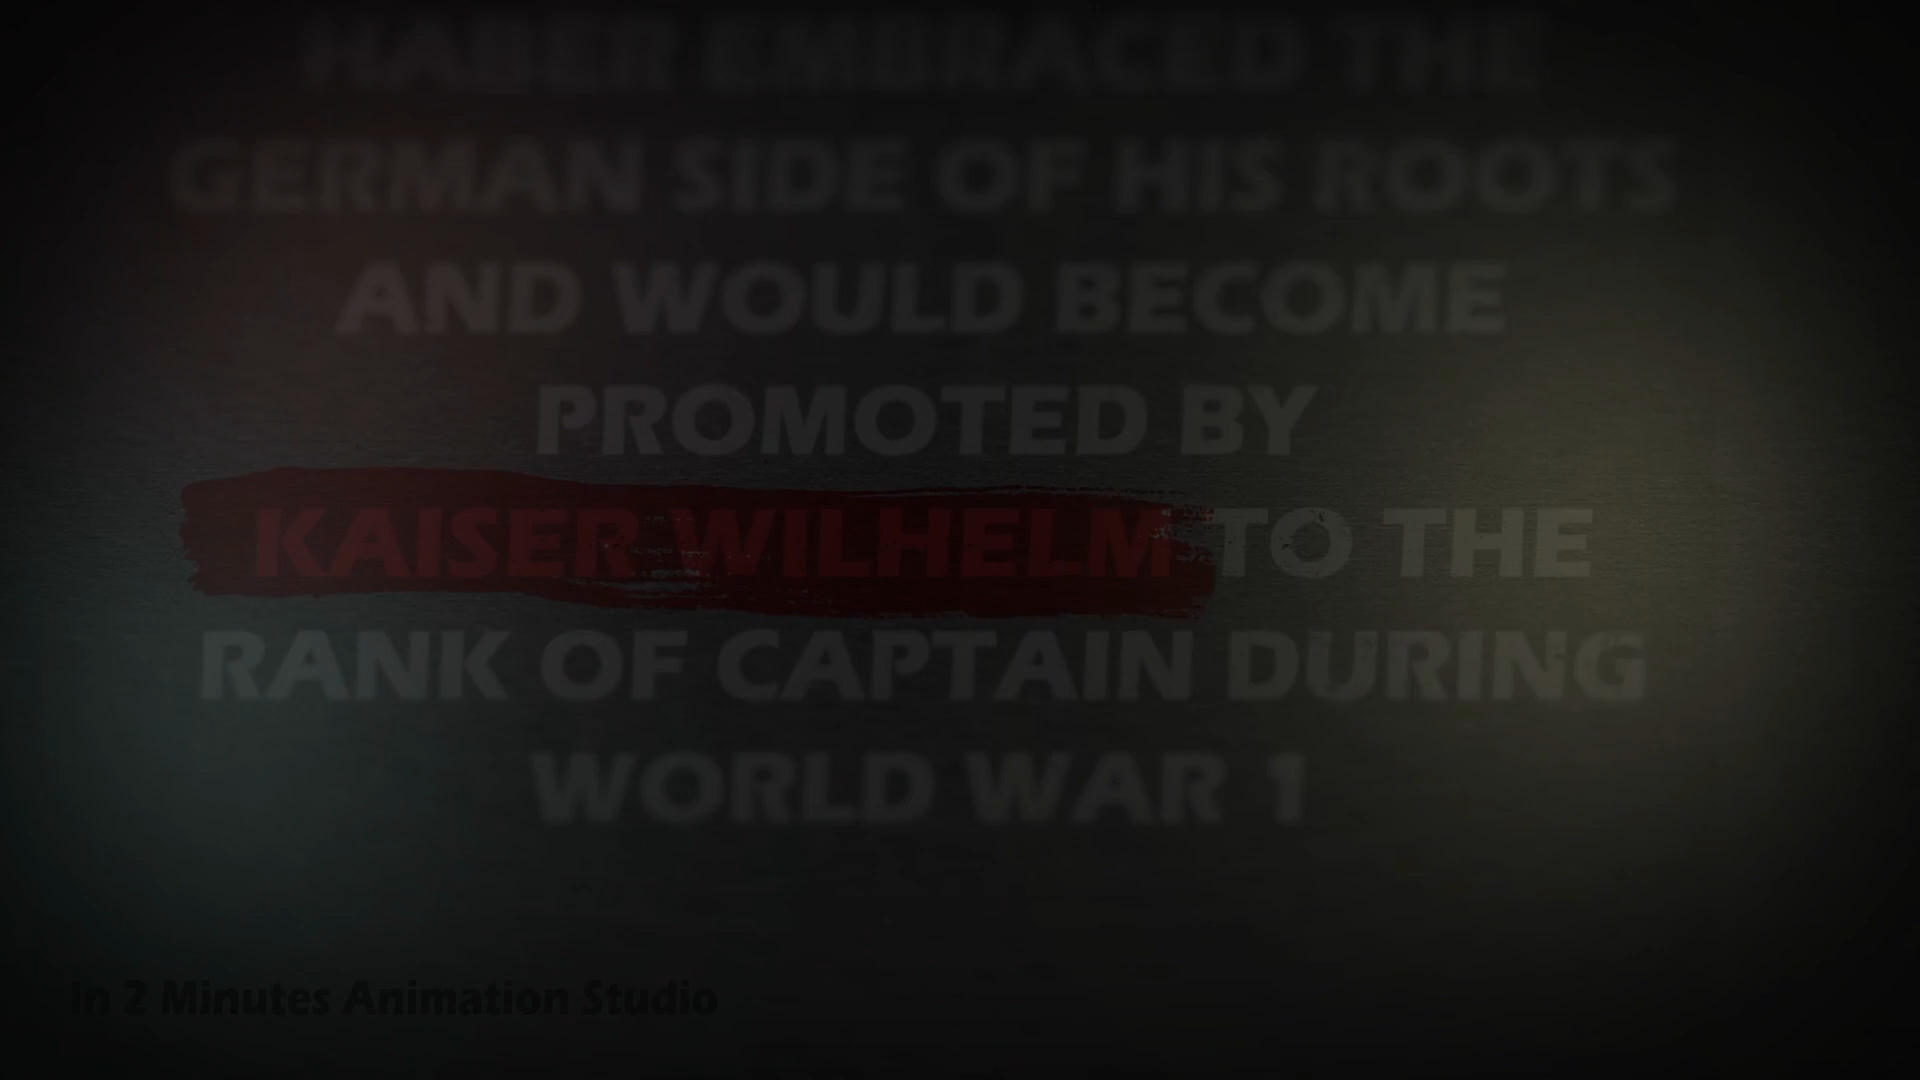 HABER EMBRACED THE
GERMAN SIDE OF HIS ROOTS
AND WOULD BECOME
PROMOTED BY
KAISER WILHELM TO THE
RANK OF CAPTAIN DURING
WORLD WAR 1
In 2 Minutes Animation Studio